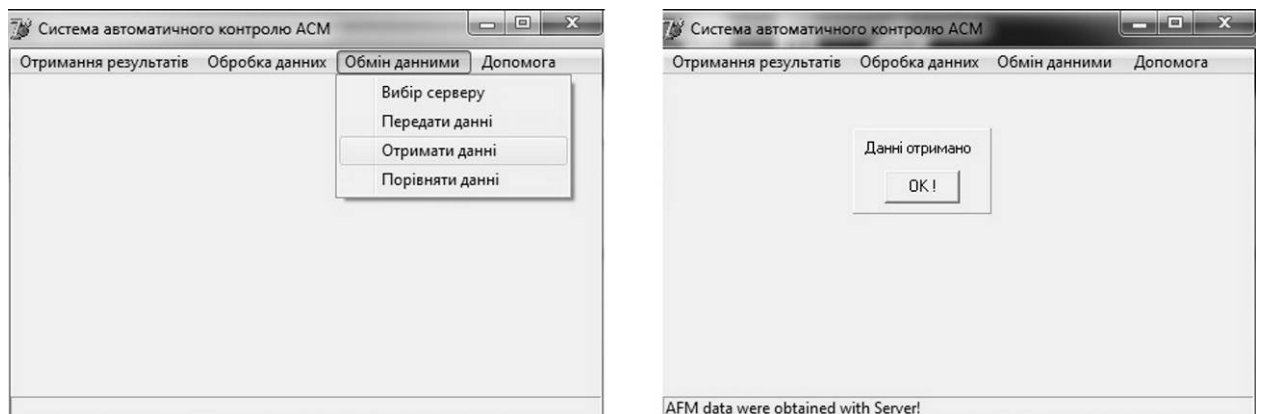 Система автоматичного контролю АСМ
Отримання результатів Обробка данних Обмін данними Допомога
Вибір серверу
Передати данні
Отримати данні
Порівняти данні
Система автоматичного контролю АСМ
Отримання результатів Обробка данних Обмін данними Допомога
Данні отримано
OK !
AFM data were obtained with Server!